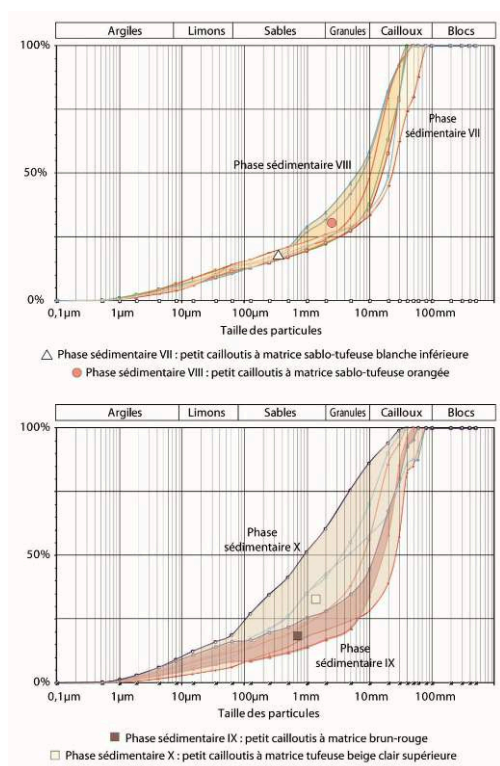 Argiles Limons Sables Granules Cailloux Blocs
100%
Phase
sédimentaire VII
Phase sédimentaire VIII
50%
0%
0,1µm 1µm 10µm 100µm 1mm 10mm 100mm
Taille des particules
Phase sédimentaire VII : petit cailloutis à matrice sablo-tufeuse blanche inférieure
Phase sédimentaire VIII : petit cailloutis à matrice sablo-tufeuse orangée
Argiles Limons Sables Granules Cailloux Blocs
100%
Phase
sédimentaire X
50%
Phase
sédimentaire IX
0%
0,1µm 1µm 10µm 100µm 1mm 10mm 100mm
Taille des particules
Phase sédimentaire IX : petit cailloutis à matrice brun-rouge
Phase sédimentaire X : petit cailloutis à matrice tufeuse beige clair supérieure